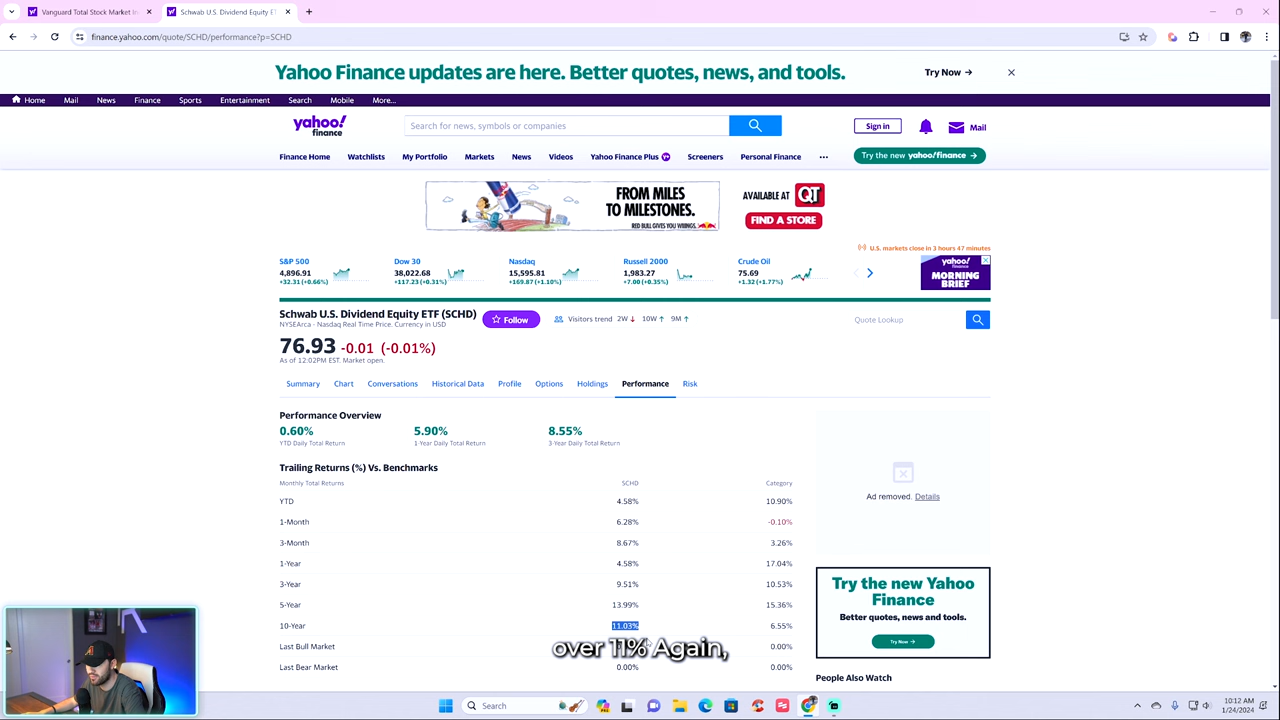 Vanguard Total Stock Market In
Schwab U.S. Dividend Equity ET
finance.yahoo.com/quote/SCHD/performance?p=SCHD
Yahoo Finance updates are here. Better quotes, news, and tools.
Try Now →
Home Mail News Finance Sports Entertainment Search Mobile More...
yahoo! finance
Search for news, symbols or companies
Sign in
Mail
Finance Home Watchlists My Portfolio Markets News Videos Yahoo Finance Plus Screeners Personal Finance ...
Try the new yahoo!finance →
FROM MILES TO MILESTONES.
RED BULL GIVES YOU WIIINGS.
AVAILABLE AT QT
FIND A STORE
U.S. markets close in 3 hours 47 minutes
S&P 500 Dow 30 Nasdaq Russell 2000 Crude Oil
4,896.91 38,022.68 15,595.81 1,983.27 75.69
+32.31 (+0.66%) +117.23 (+0.31%) +169.87 (+1.10%) +7.00 (+0.35%) +1.32 (+1.77%)
yahoo! finance
MORNING BRIEF
Schwab U.S. Dividend Equity ETF (SCHD)
NYSEArca - Nasdaq Real Time Price. Currency in USD
Follow
Visitors trend 2W ↓ 10W ↑ 9M ↑
Quote Lookup
76.93 -0.01 (-0.01%)
As of 12:02PM EST. Market open.
Summary Chart Conversations Historical Data Profile Options Holdings Performance Risk
Performance Overview
0.60% 5.90% 8.55%
YTD Daily Total Return 1-Year Daily Total Return 3-Year Daily Total Return
Trailing Returns (%) Vs. Benchmarks
Monthly Total Returns SCHD Category
YTD 4.58% 10.90%
1-Month 6.28% -0.10%
3-Month 8.67% 3.26%
1-Year 4.58% 17.04%
3-Year 9.51% 10.53%
5-Year 13.99% 15.36%
10-Year 11.03% 6.55%
Last Bull Market 0.00%
Last Bear Market 0.00% 0.00%
over 11% Again,
Ad removed. Details
Try the new Yahoo Finance
Better quotes, news, and tools.
Try Now →
People Also Watch
Search
10:12 AM
1/24/2024